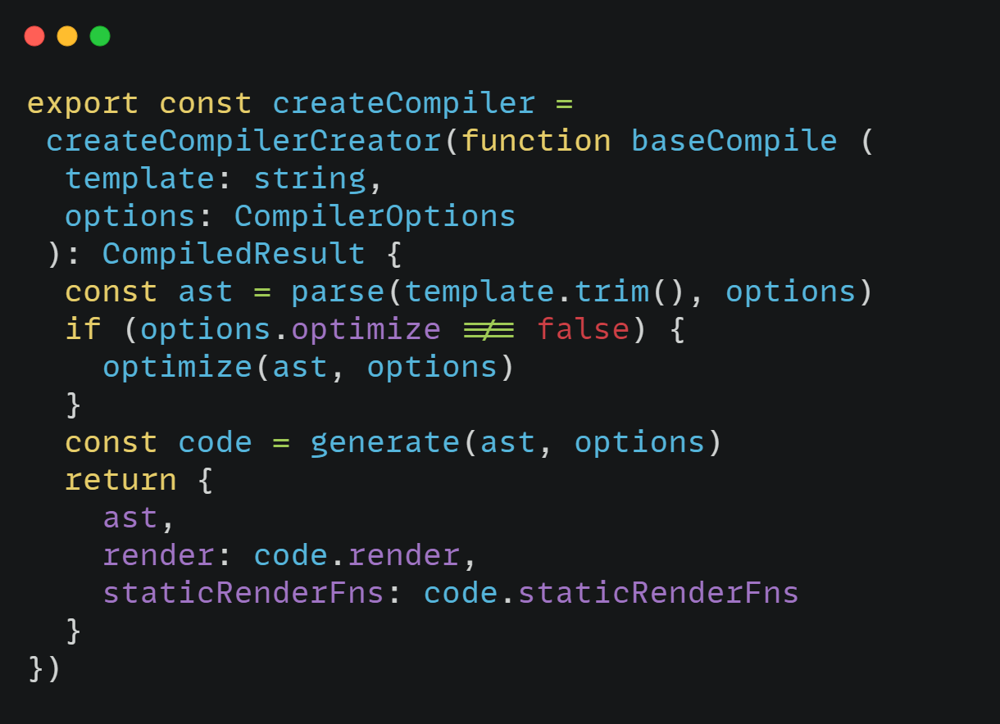 export const createCompiler =
 createCompilerCreator(function baseCompile (
  template: string,
  options: CompilerOptions
 ): CompiledResult {
  const ast = parse(template.trim(), options)
  if (options.optimize !== false) {
    optimize(ast, options)
  }
  const code = generate(ast, options)
  return {
    ast,
    render: code.render,
    staticRenderFns: code.staticRenderFns
  }
})